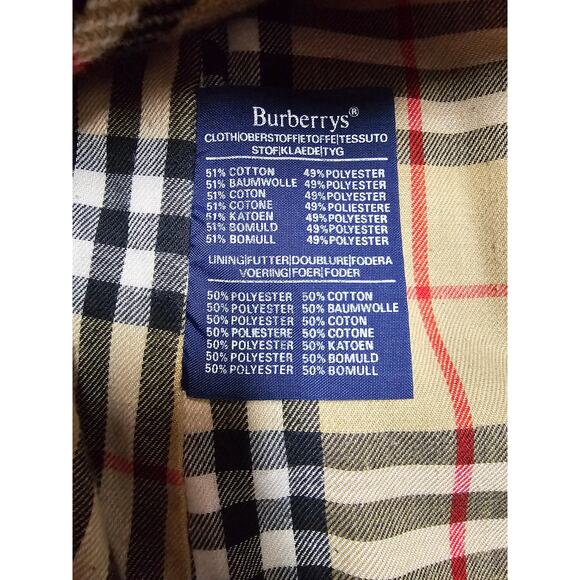 Burberrys®
CLOTH|OBERSTOFF|ETOFFE|TESSUTO
STOF|KLAEDE|TYG
51% COTTON 49% POLYESTER
51% BAUMWOLLE 49% POLYESTER
51% COTON 49% POLYESTER
51% COTONE 49% POLIESTERE
51% KATOEN 49% POLYESTER
51% BOMULD 49% POLYESTER
51% BOMULL 49% POLYESTER
LINING|FUTTER|DOUBLURE|FODERA
VOERING|FOER|FODER
50% POLYESTER 50% COTTON
50% POLYESTER 50% BAUMWOLLE
50% POLYESTER 50% COTON
50% POLIESTERE 50% COTONE
50% POLYESTER 50% KATOEN
50% POLYESTER 50% BOMULD
50% POLYESTER 50% BOMULL